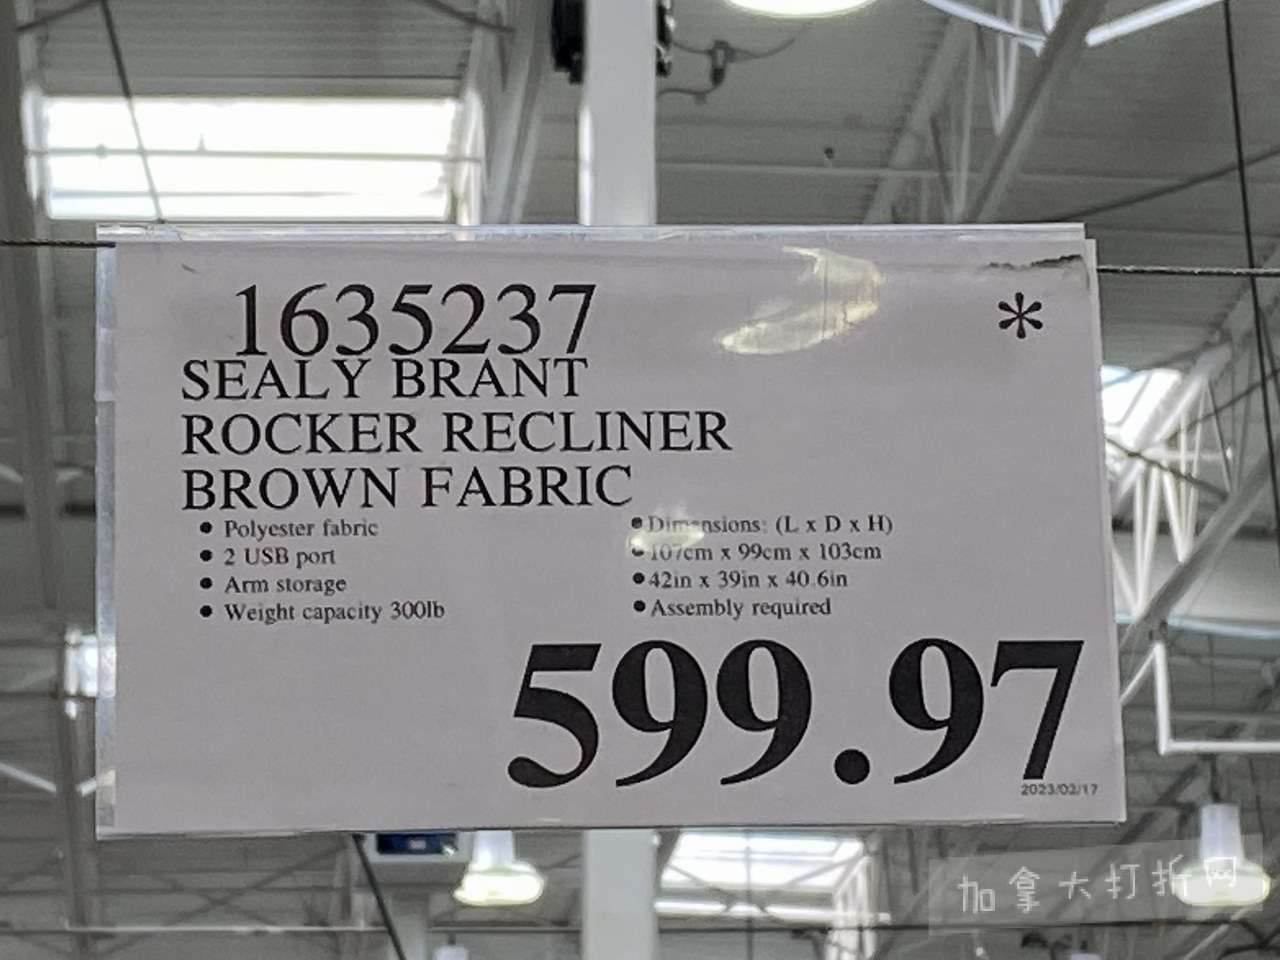 1635237
*
SEALY BRANT
ROCKER RECLINER
BROWN FABRIC
● Polyester fabric
● 2 USB port
● Arm storage
● Weight capacity 300lb
● Dimensions: (L x D x H)
● 107cm x 99cm x 103cm
● 42in x 39in x 40.6in
● Assembly required
599.97
2023/02/17
加拿大打折网